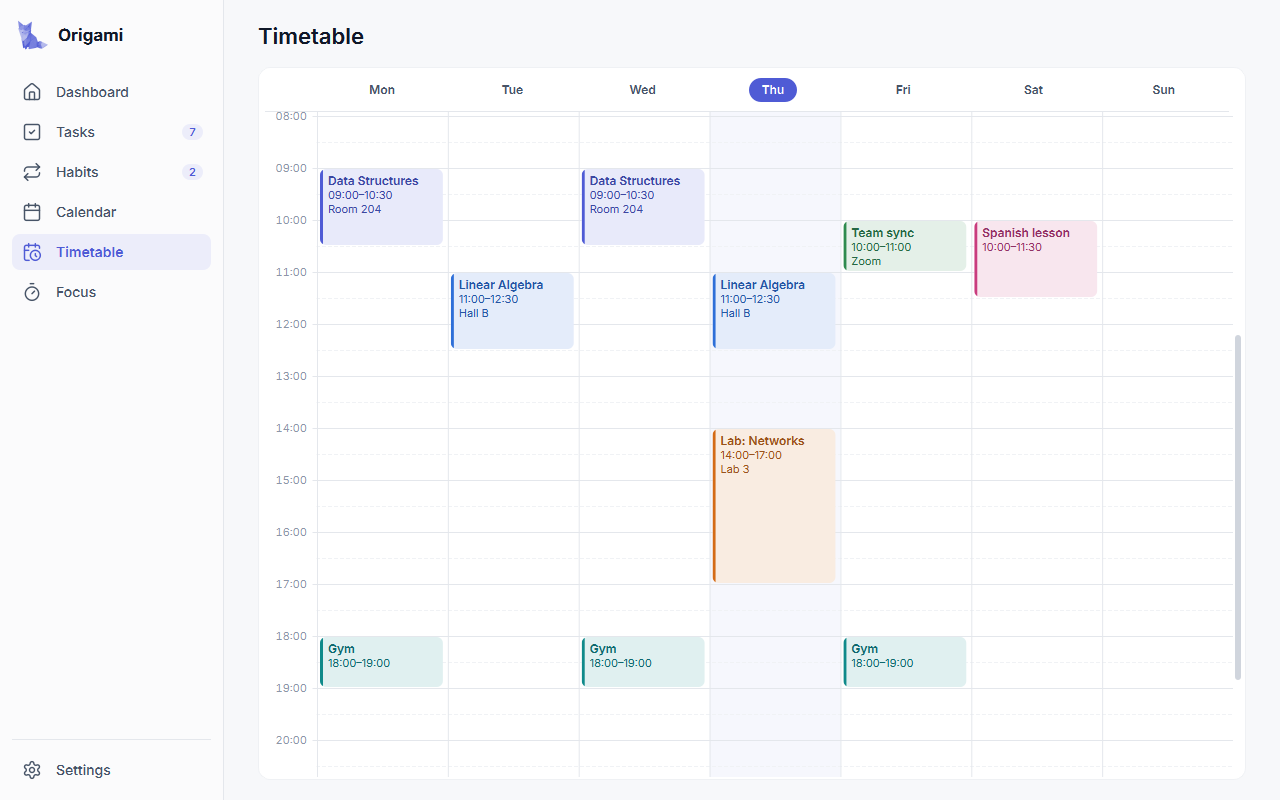 Origami
Dashboard
Tasks
7
Habits
2
Calendar
Timetable
Focus
Settings
Timetable
Mon
Tue
Wed
Thu
Fri
Sat
Sun
08:00
09:00
10:00
11:00
12:00
13:00
14:00
15:00
16:00
17:00
18:00
19:00
20:00
Data Structures
09:00–10:30
Room 204
Gym
18:00–19:00
Linear Algebra
11:00–12:30
Hall B
Data Structures
09:00–10:30
Room 204
Gym
18:00–19:00
Linear Algebra
11:00–12:30
Hall B
Lab: Networks
14:00–17:00
Lab 3
Team sync
10:00–11:00
Zoom
Gym
18:00–19:00
Spanish lesson
10:00–11:30